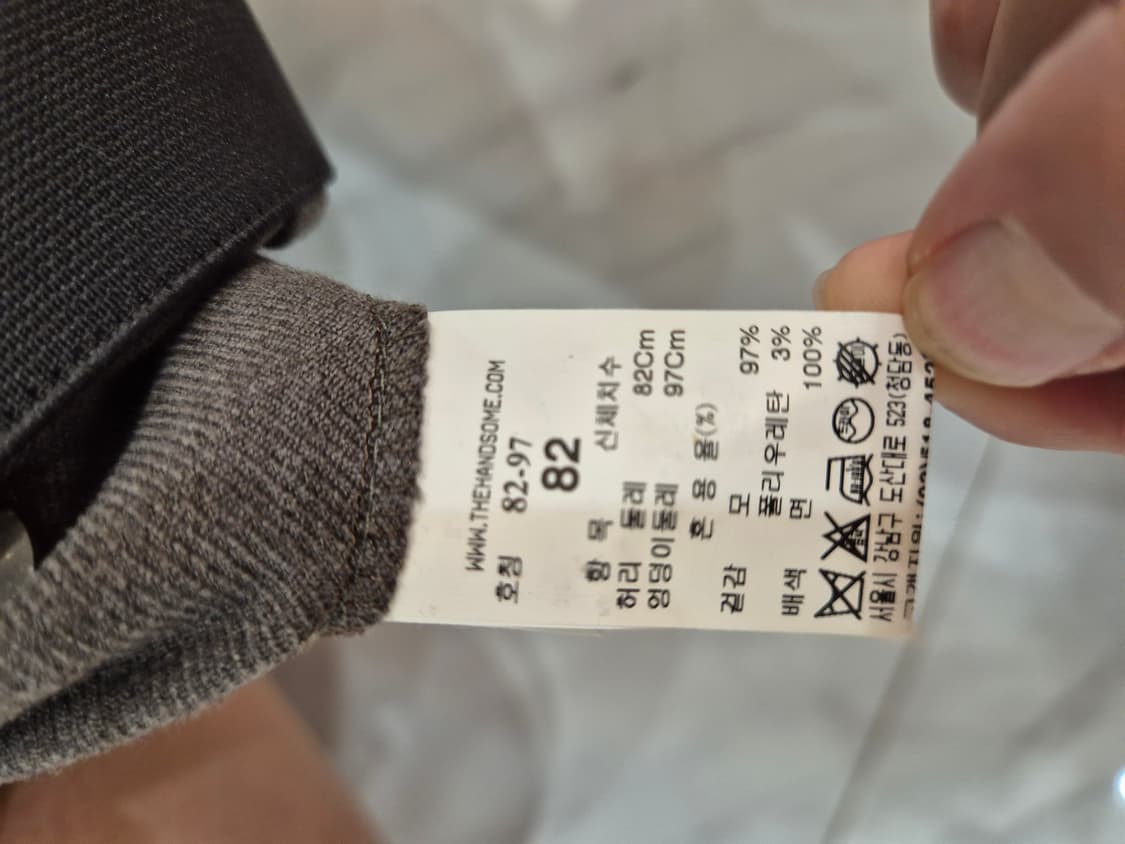 WWW.THEHANDSOME.COM
호칭 82-97
82
항 목 신체치수
허리 둘레 82Cm
엉덩이둘레 97Cm
혼 용 율(%)
겉감 모 97%
폴리우레탄 3%
배색 면 100%
서울시 강남구 도산대로 523(청담동)